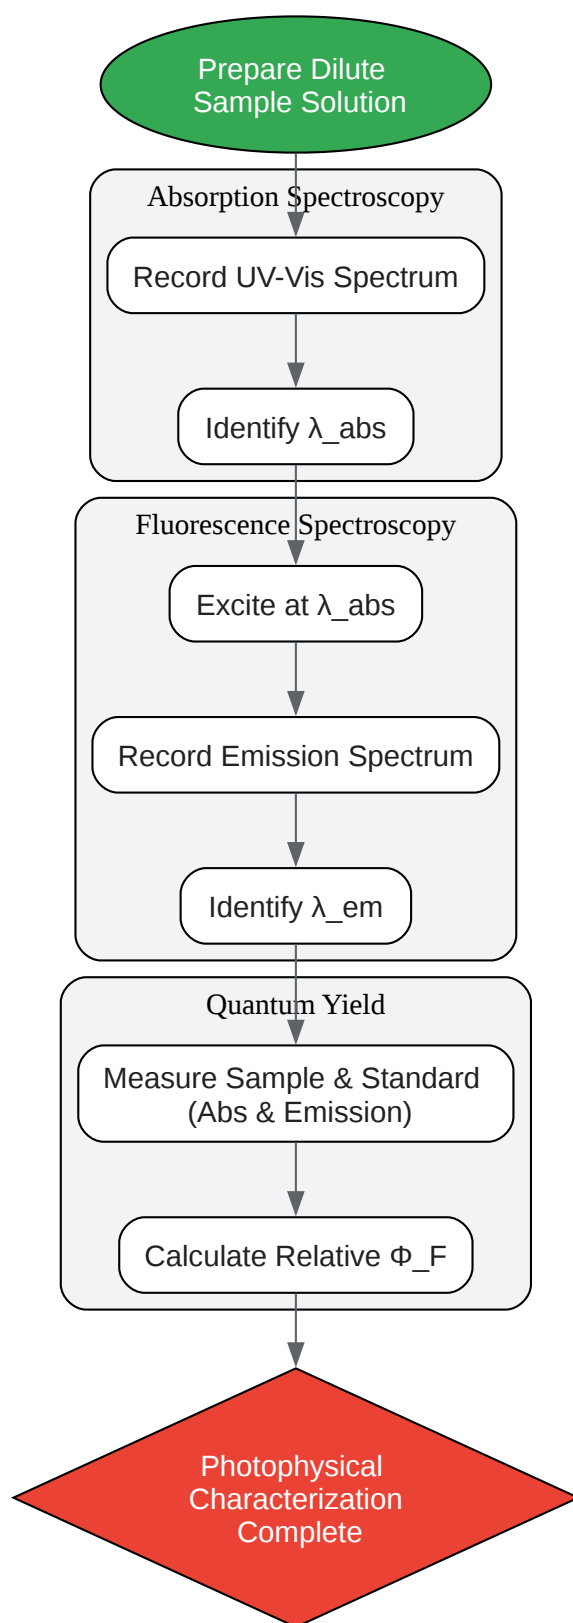 Prepare Dilute
Sample Solution
Absorption Spectroscopy
Record UV-Vis Spectrum
Identify λ_abs
Fluorescence Spectroscopy
Excite at λ_abs
Record Emission Spectrum
Identify λ_em
Quantum Yield
Measure Sample & Standard
(Abs & Emission)
Calculate Relative Φ_F
Photophysical
Characterization
Complete